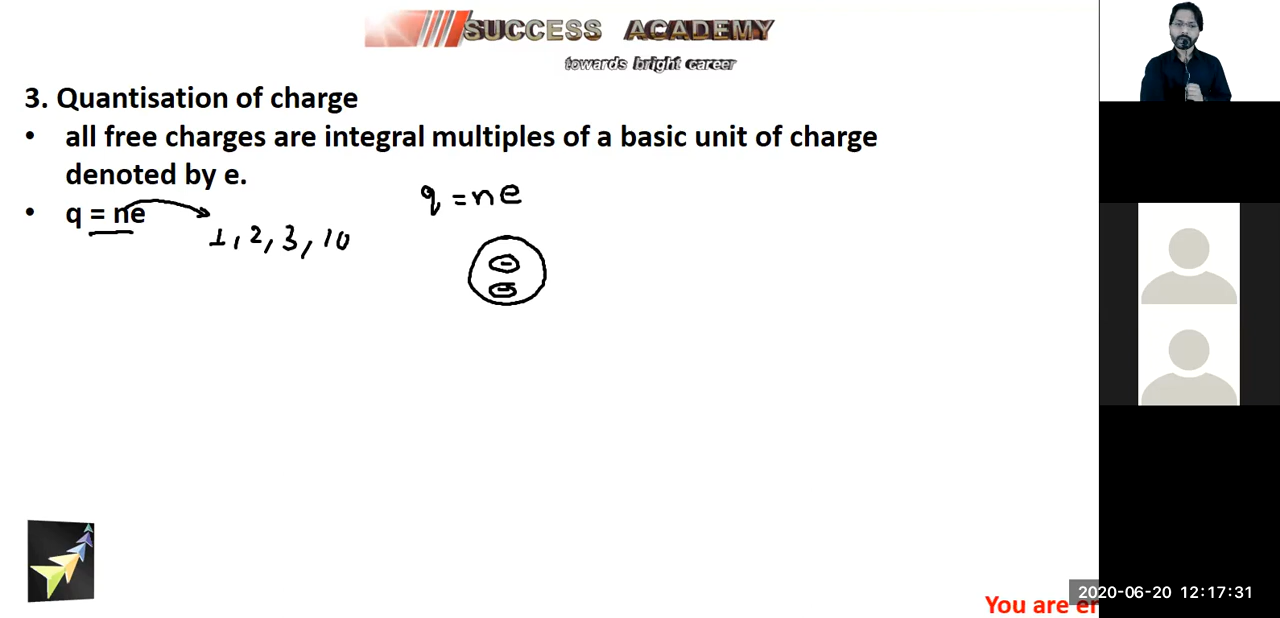 SUCCESS ACADEMY
towards bright career
3. Quantisation of charge
• all free charges are integral multiples of a basic unit of charge
denoted by e.
q = ne
• q = ne
1, 2, 3, 10
You are er
2020-06-20 12:17:31